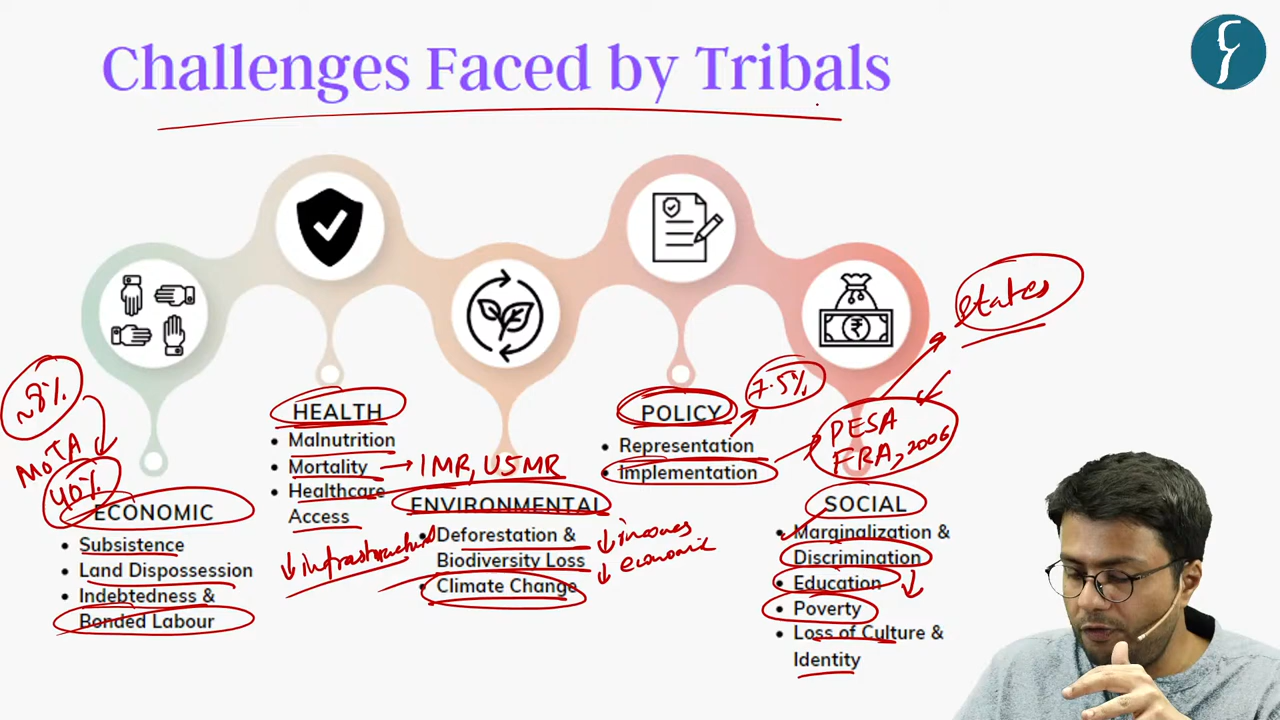 Challenges Faced by Tribals
states
~8%
MOTA
40%
ECONOMIC
• Subsistence
• Land Dispossession
• Indebtedness &
Bonded Labour
HEALTH
• Malnutrition
• Mortality → IMR, U5MR
• Healthcare
Access
↓ infrastructure
ENVIRONMENTAL
• Deforestation &
Biodiversity Loss
• Climate Change
↓ incomes
↓ economic
POLICY
• Representation
• Implementation
7.5%
PESA
FRA, 2006
SOCIAL
• Marginalization &
Discrimination
• Education ↓
• Poverty
• Loss of Culture &
Identity